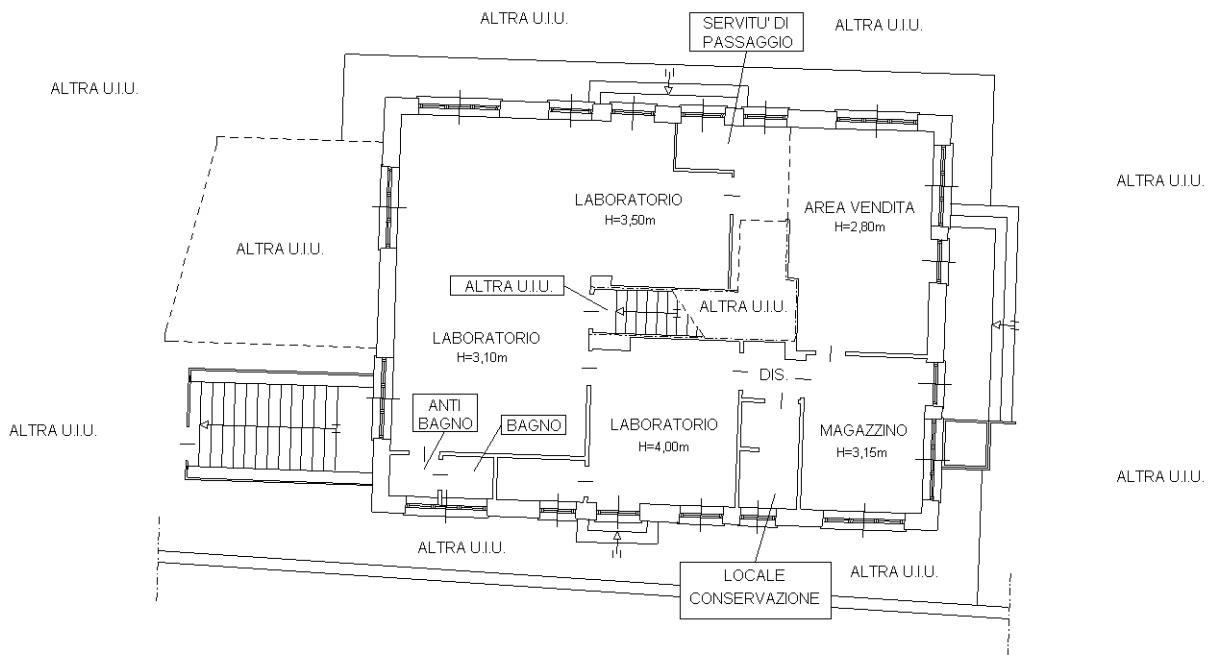 ALTRA U.I.U.
SERVITU' DI
PASSAGGIO
ALTRA U.I.U.
ALTRA U.I.U.
ALTRA U.I.U.
LABORATORIO
H=3,50m
AREA VENDITA
H=2,80m
ALTRA U.I.U.
ALTRA U.I.U.
ALTRA U.I.U.
LABORATORIO
H=3,10m
DIS.
ANTI
BAGNO
BAGNO
LABORATORIO
H=4,00m
MAGAZZINO
H=3,15m
ALTRA U.I.U.
ALTRA U.I.U.
ALTRA U.I.U.
LOCALE
CONSERVAZIONE
ALTRA U.I.U.